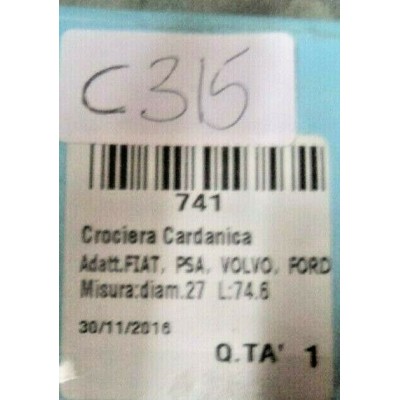 C315
741
Crociera Cardanica
Adatt.FIAT, PSA, VOLVO, FORD
Misura:diam.27 L:74.6
30/11/2016
Q.TA' 1